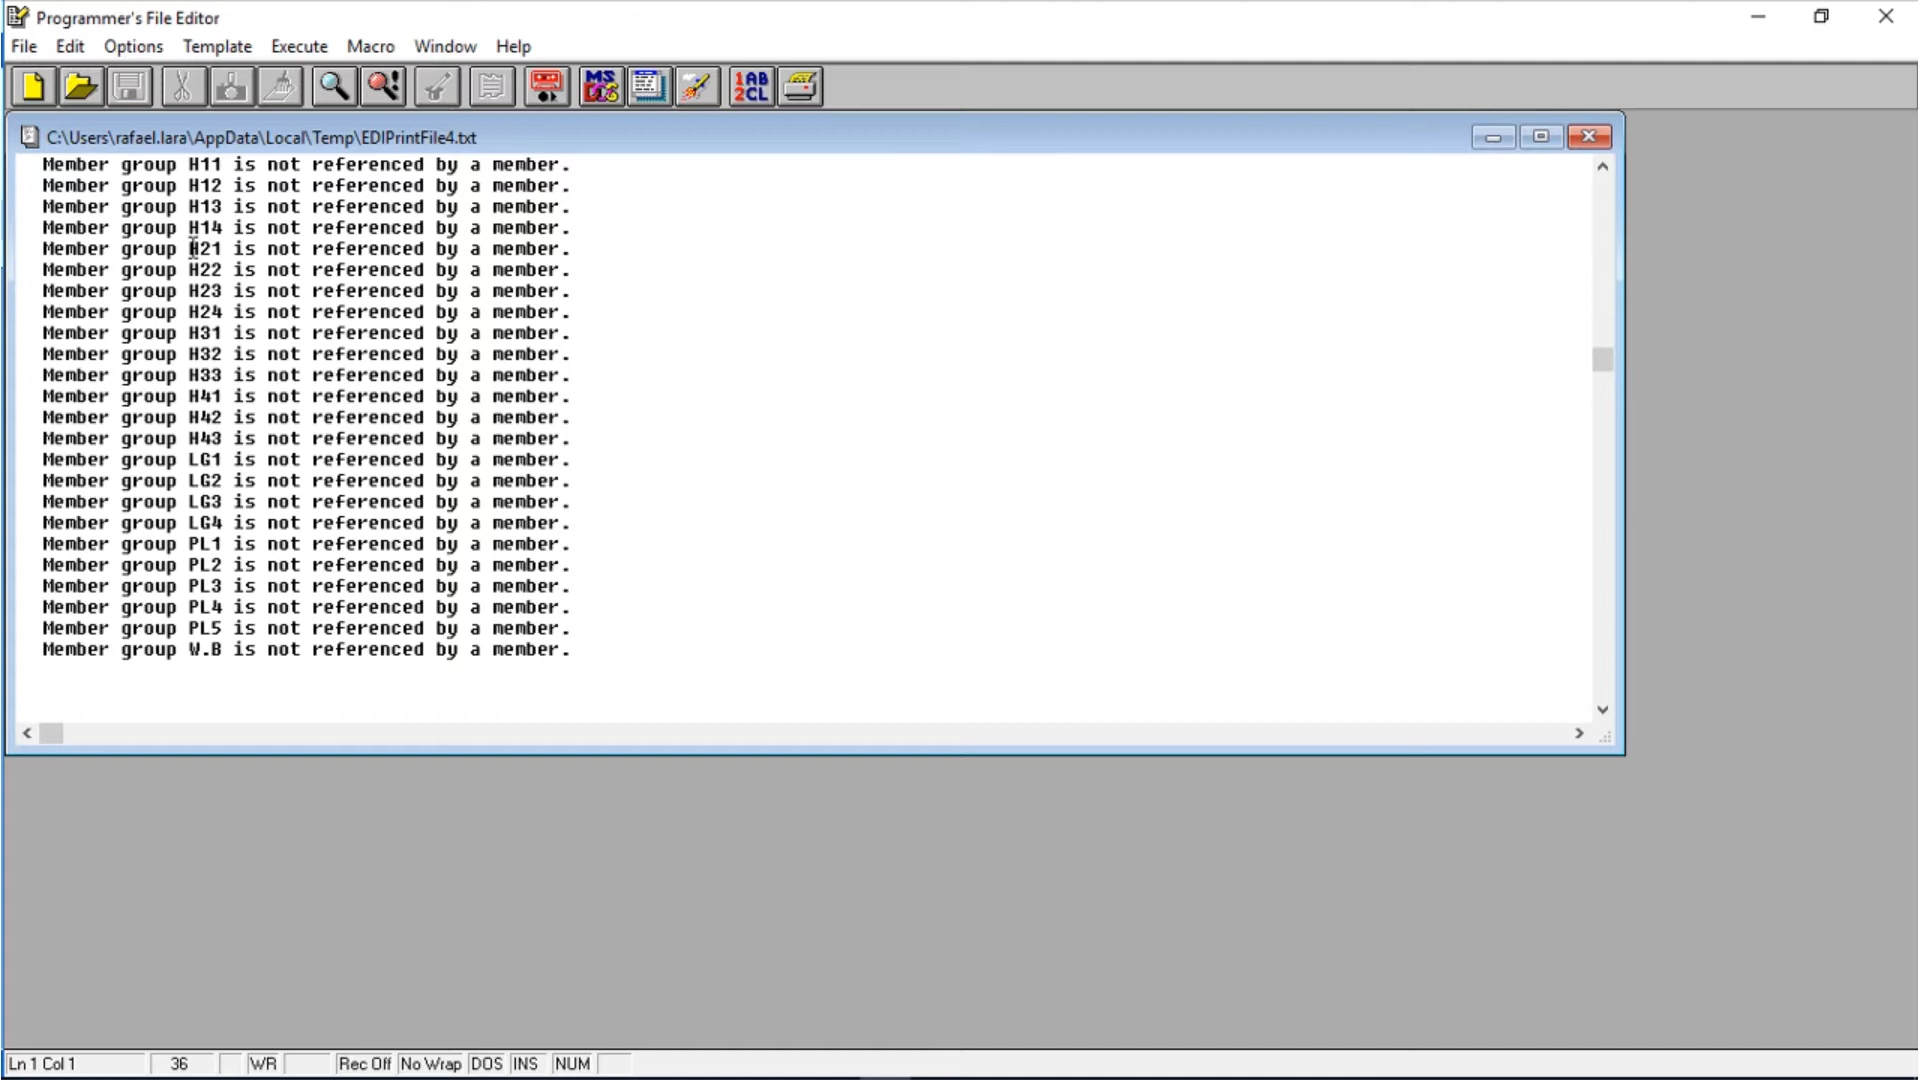 Programmer's File Editor
File Edit Options Template Execute Macro Window Help
MS DOS 1AB 2CL
C:\Users\rafael.lara\AppData\Local\Temp\EDIPrintFile4.txt
Member group H11 is not referenced by a member.
Member group H12 is not referenced by a member.
Member group H13 is not referenced by a member.
Member group H14 is not referenced by a member.
Member group H21 is not referenced by a member.
Member group H22 is not referenced by a member.
Member group H23 is not referenced by a member.
Member group H24 is not referenced by a member.
Member group H31 is not referenced by a member.
Member group H32 is not referenced by a member.
Member group H33 is not referenced by a member.
Member group H41 is not referenced by a member.
Member group H42 is not referenced by a member.
Member group H43 is not referenced by a member.
Member group LG1 is not referenced by a member.
Member group LG2 is not referenced by a member.
Member group LG3 is not referenced by a member.
Member group LG4 is not referenced by a member.
Member group PL1 is not referenced by a member.
Member group PL2 is not referenced by a member.
Member group PL3 is not referenced by a member.
Member group PL4 is not referenced by a member.
Member group PL5 is not referenced by a member.
Member group W.B is not referenced by a member.
Ln 1 Col 1 36 WR Rec Off No Wrap DOS INS NUM